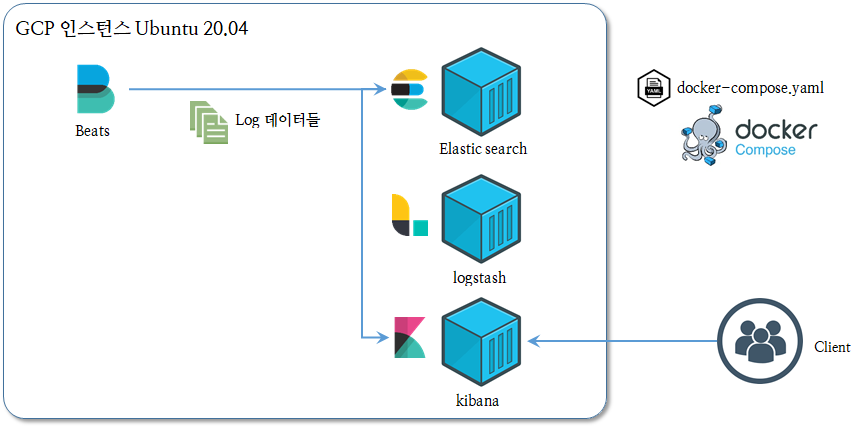 GCP 인스턴스 Ubuntu 20.04
Beats
Log 데이터들
Elastic search
logstash
kibana
YAML
docker-compose.yaml
docker
Compose
Client